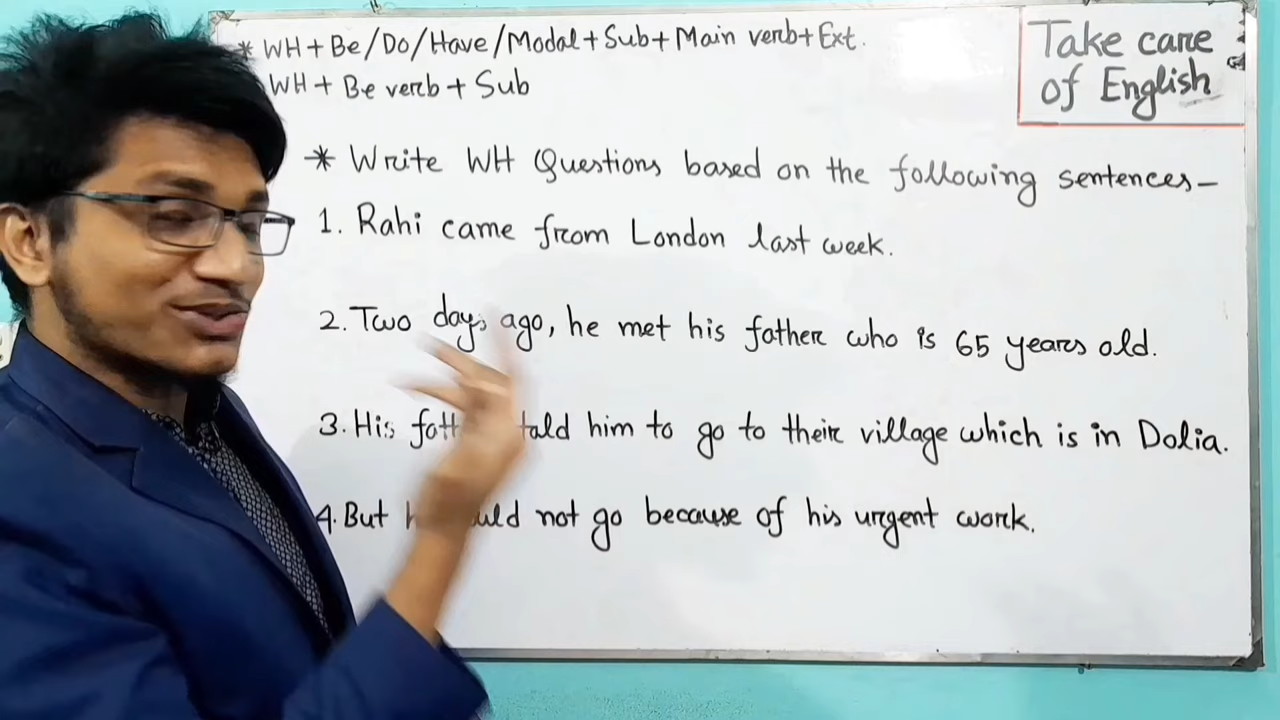 * WH + Be/Do/Have/Modal + Sub + Main verb + Ext.
WH + Be verb + Sub
Take care
of English
* Write WH Questions based on the following sentences-
1. Rahi came from London last week.
2. Two days ago, he met his father who is 65 years old.
3. His told him to go to their village which is in Dolia.
4. But not go because of his urgent work.